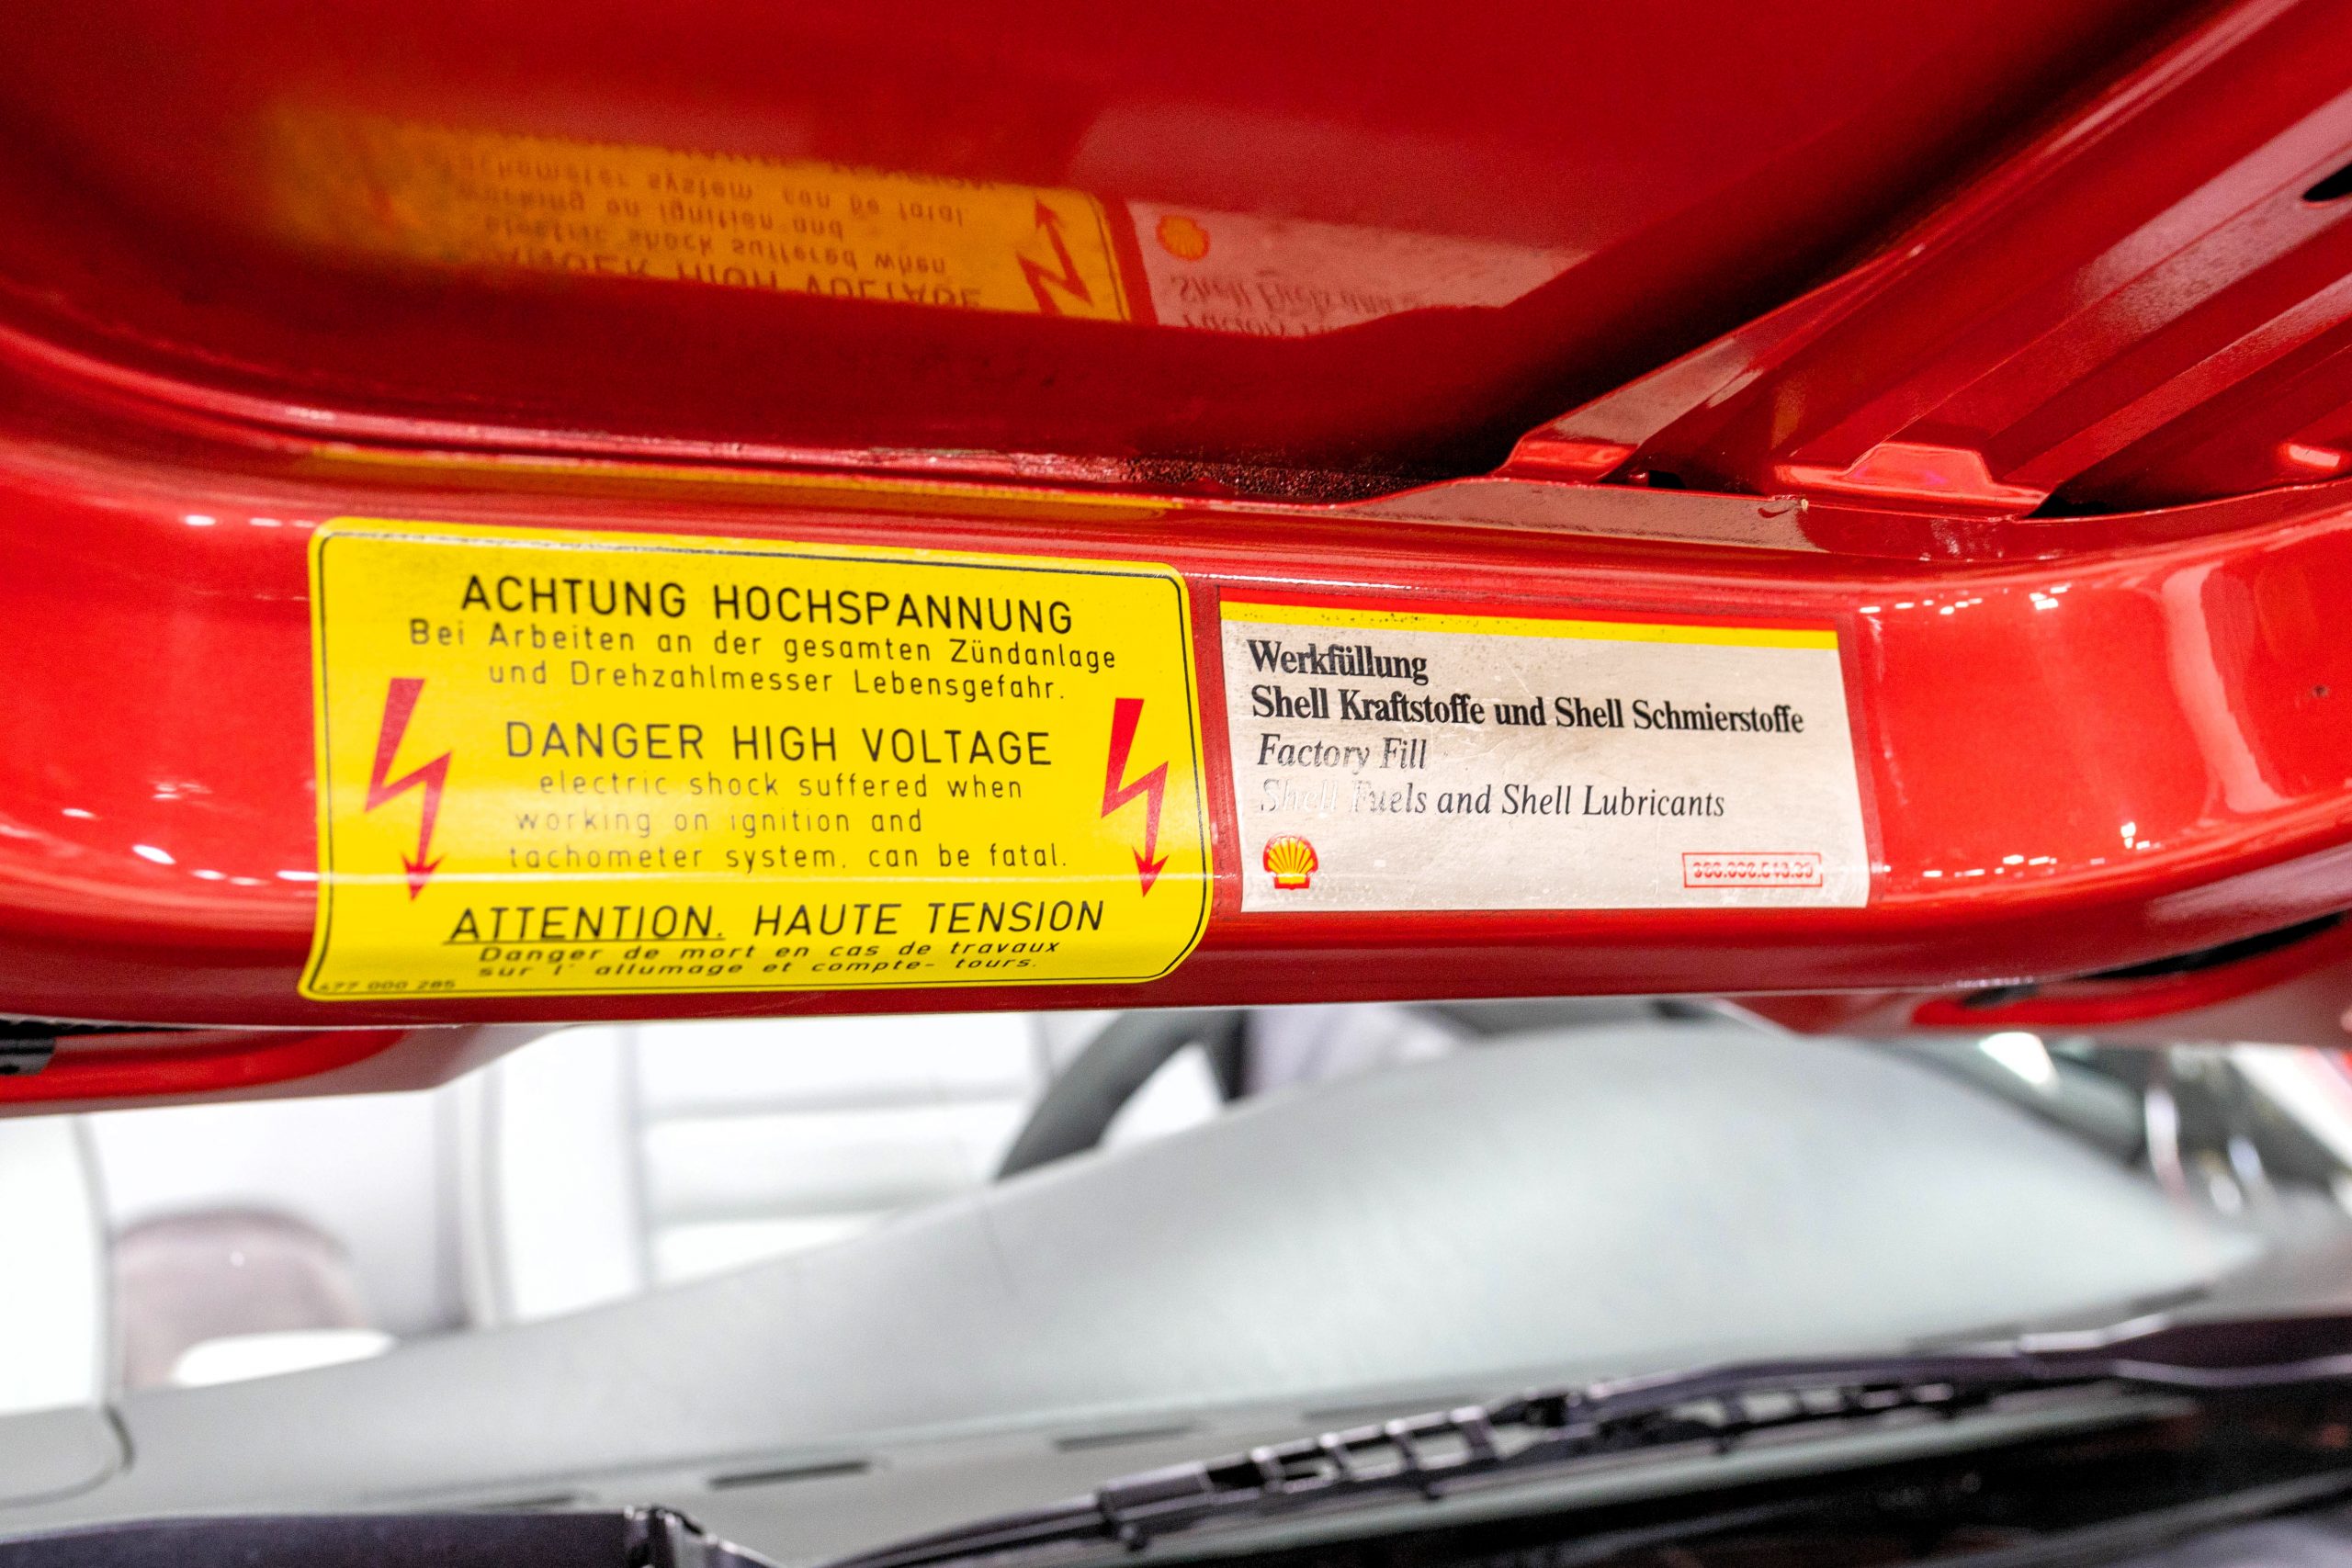 ACHTUNG HOCHSPANNUNG
Bei Arbeiten an der gesamten Zündanlage
und Drehzahlmesser Lebensgefahr.
DANGER HIGH VOLTAGE
electric shock suffered when
working on ignition and
tachometer system. can be fatal.
ATTENTION. HAUTE TENSION
Danger de mort en cas de travaux
sur l' allumage et compte- tours.
477 000 285
Werkfüllung
Shell Kraftstoffe und Shell Schmierstoffe
Factory Fill
Shell Fuels and Shell Lubricants